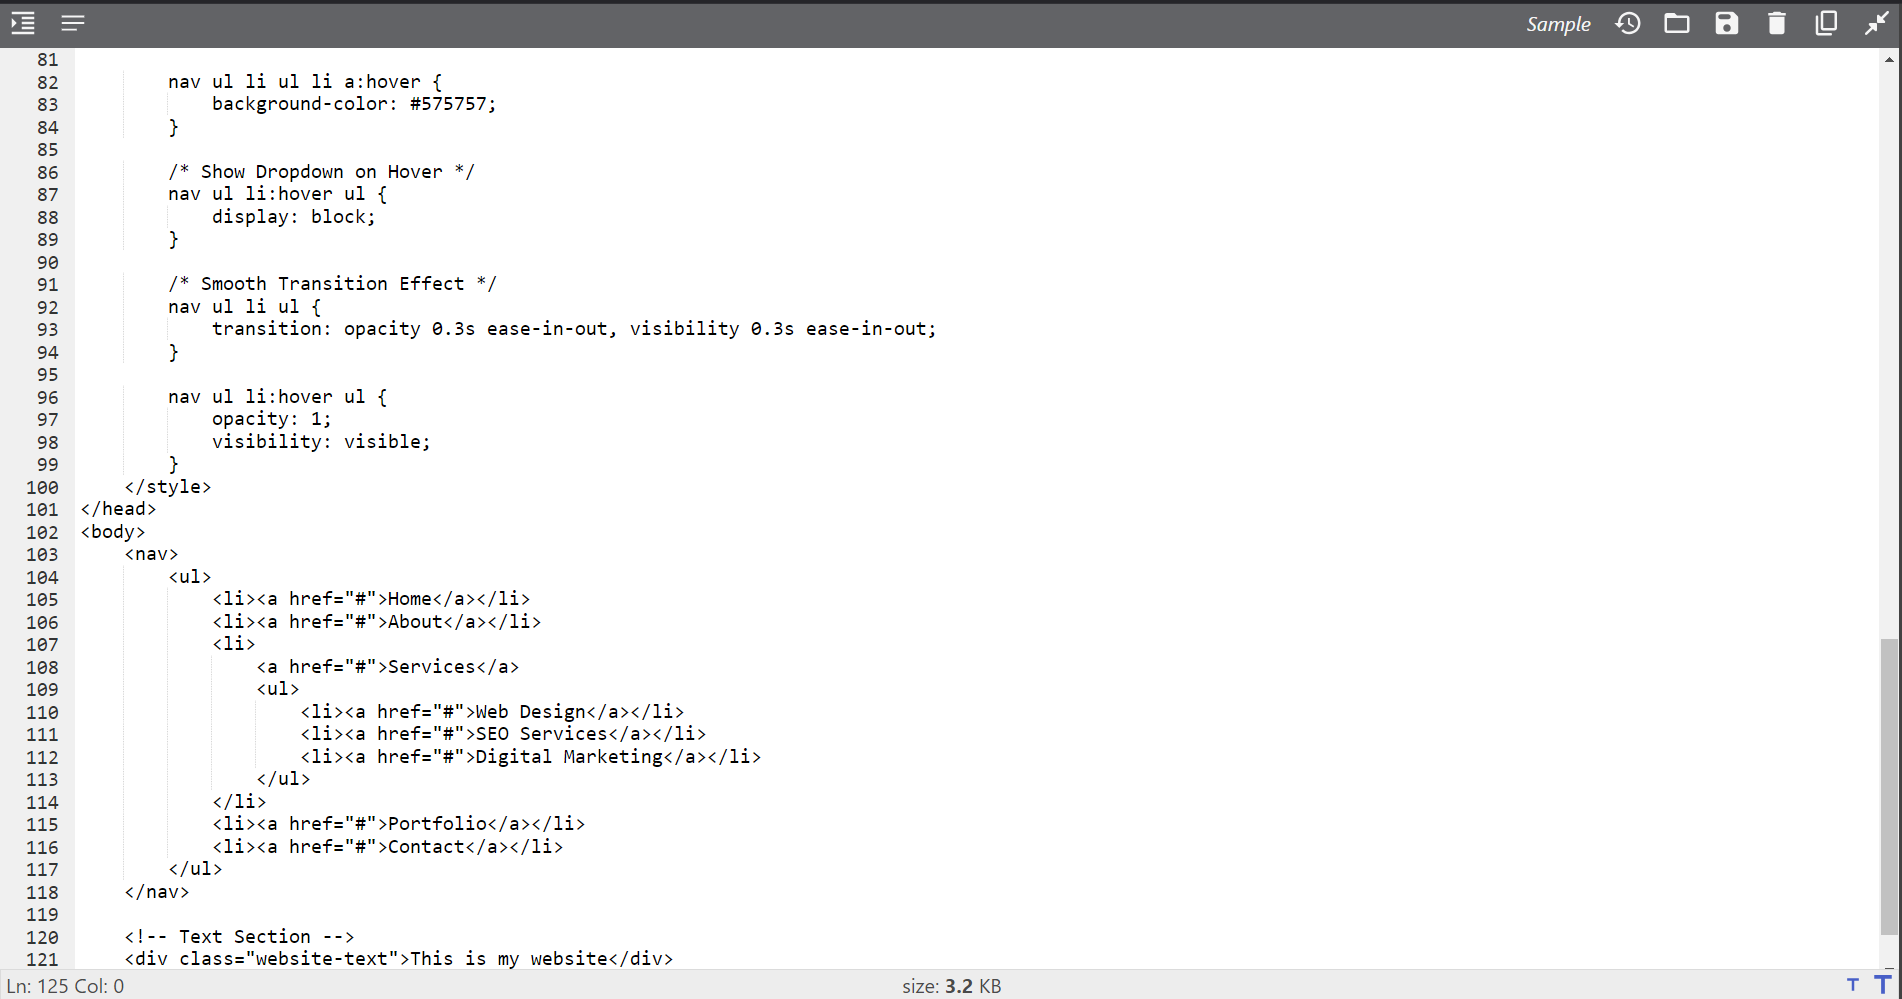 Sample
81
82 nav ul li ul li a:hover {
83 background-color: #575757;
84 }
85
86 /* Show Dropdown on Hover */
87 nav ul li:hover ul {
88 display: block;
89 }
90
91 /* Smooth Transition Effect */
92 nav ul li ul {
93 transition: opacity 0.3s ease-in-out, visibility 0.3s ease-in-out;
94 }
95
96 nav ul li:hover ul {
97 opacity: 1;
98 visibility: visible;
99 }
100 </style>
101 </head>
102 <body>
103 <nav>
104 <ul>
105 <li><a href="#">Home</a></li>
106 <li><a href="#">About</a></li>
107 <li>
108 <a href="#">Services</a>
109 <ul>
110 <li><a href="#">Web Design</a></li>
111 <li><a href="#">SEO Services</a></li>
112 <li><a href="#">Digital Marketing</a></li>
113 </ul>
114 </li>
115 <li><a href="#">Portfolio</a></li>
116 <li><a href="#">Contact</a></li>
117 </ul>
118 </nav>
119
120 <!-- Text Section -->
121 <div class="website-text">This is my website</div>
Ln: 125 Col: 0 size: 3.2 KB T T